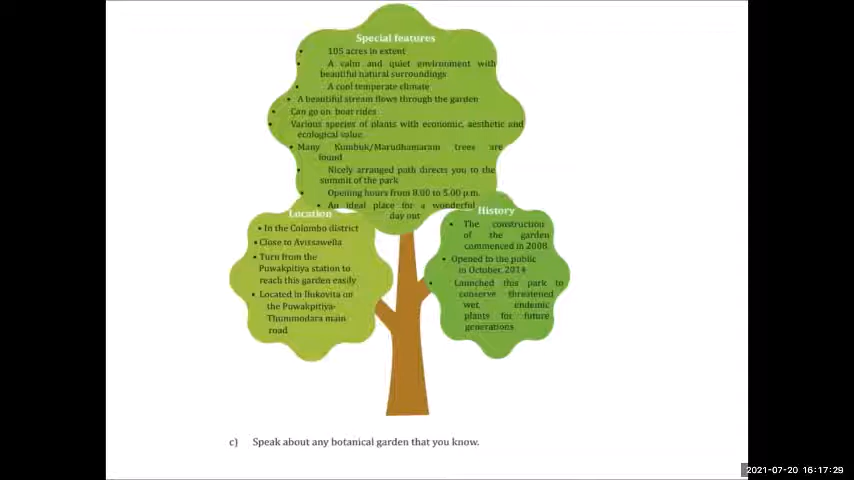 Special features
• 105 acres in extent
• A calm and quiet environment with
beautiful natural surroundings
• A cool temperate climate
• A beautiful stream flows through the garden
• Can go on boat rides
• Various species of plants with economic, aesthetic and
ecological value
• Many Kumbuk/Marudhamaram trees are
found
• Nicely arranged path directs you to the
summit of the park
• Opening hours from 8.00 to 5.00 p.m.
• An ideal place for a wonderful
day out
Location
• In the Colombo district
• Close to Avissawella
• Turn from the
Puwakpitiya station to
reach this garden easily
• Located in Ilukovita on
the Puwakpitiya-
Thummodara main
road
History
• The construction
of the garden
commenced in 2008
• Opened to the public
in October, 2014
• Launched this park to
conserve threatened
wet, endemic
plants for future
generations
c) Speak about any botanical garden that you know.
2021-07-20 16:17:29